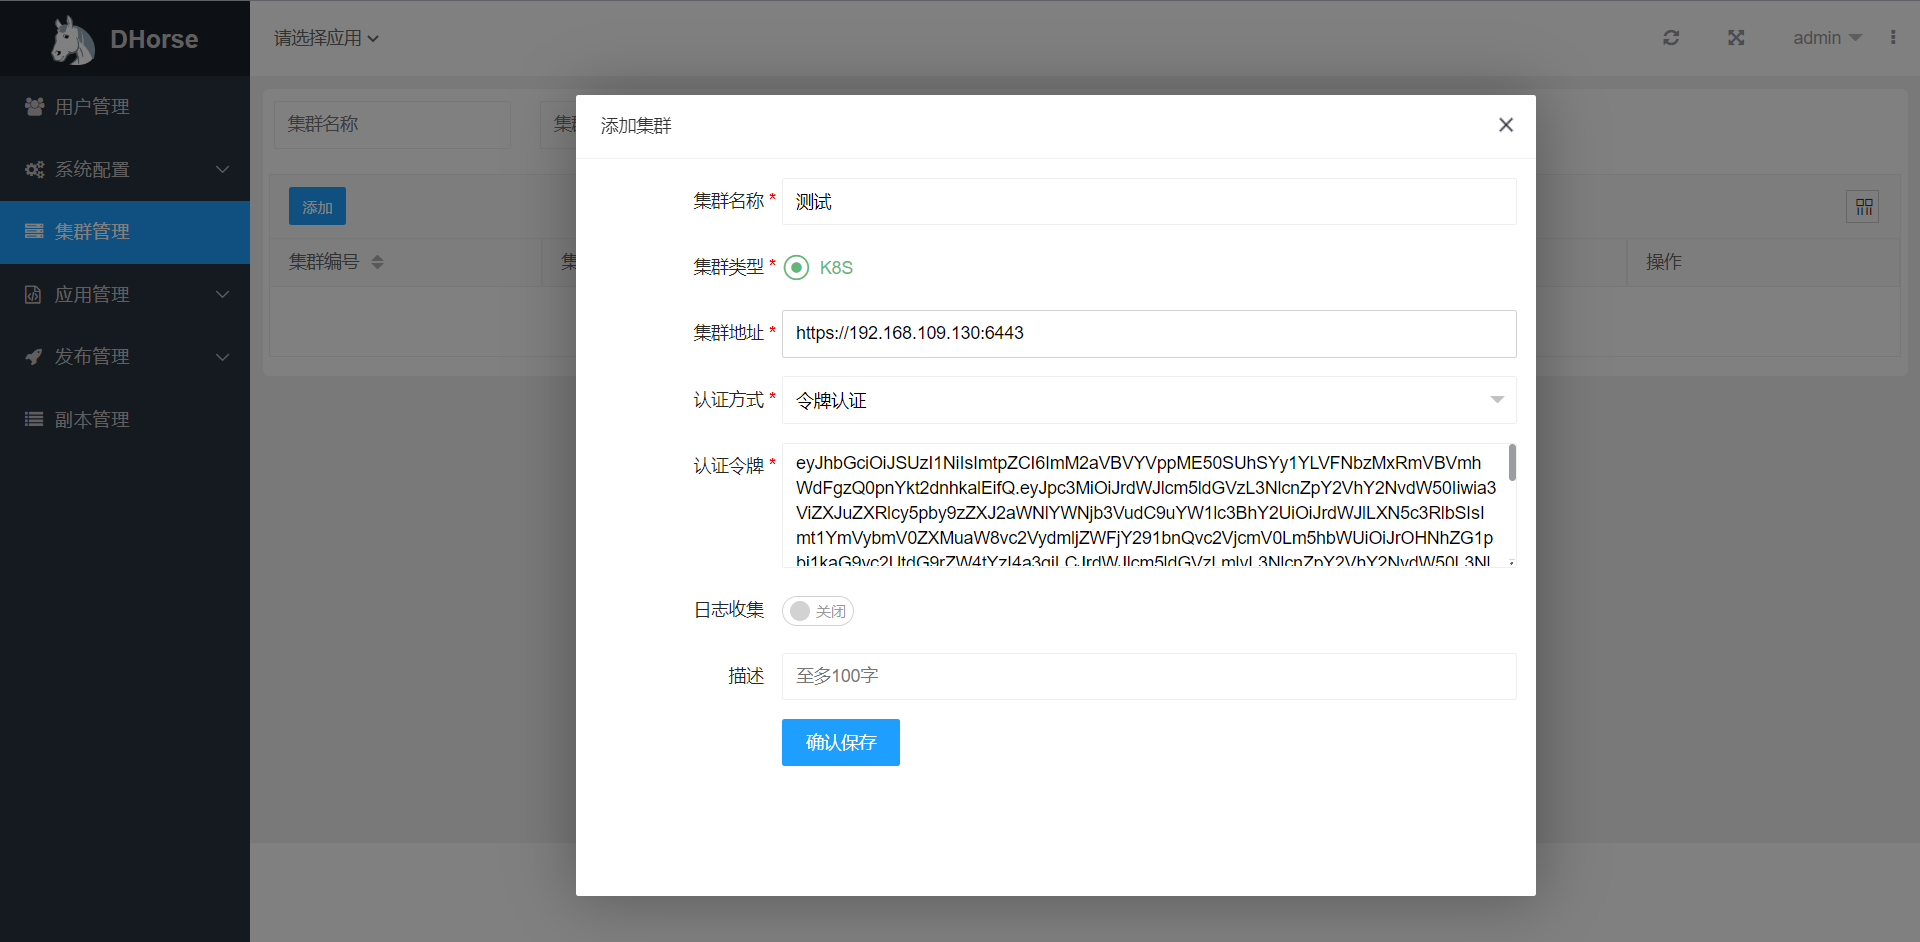 DHorse
请选择应用
admin
用户管理
系统配置
集群管理
应用管理
发布管理
副本管理
集群名称
添加
集群编号
操作
添加集群
集群名称 * 测试
集群类型 * K8S
集群地址 * https://192.168.109.130:6443
认证方式 * 令牌认证
认证令牌 *
eyJhbGciOiJSUzI1NiIsImtpZCI6ImM2aVBVYVppME50SUhSYy1YLVFNbzMxRmVBVmh
WdFgzQ0pnYkt2dnhkalEifQ.eyJpc3MiOiJrdWJlcm5ldGVzL3NlcnZpY2VhY2NvdW50Iiwia3
ViZXJuZXRlcy5pby9zZXJ2aWNlYWNjb3VudC9uYW1lc3BhY2UiOiJrdWJlLXN5c3RlbSIsI
mt1YmVybmV0ZXMuaW8vc2VydmljZWFjY291bnQvc2VjcmV0Lm5hbWUiOiJrOHNhZG1p
日志收集 关闭
描述 至多100字
确认保存